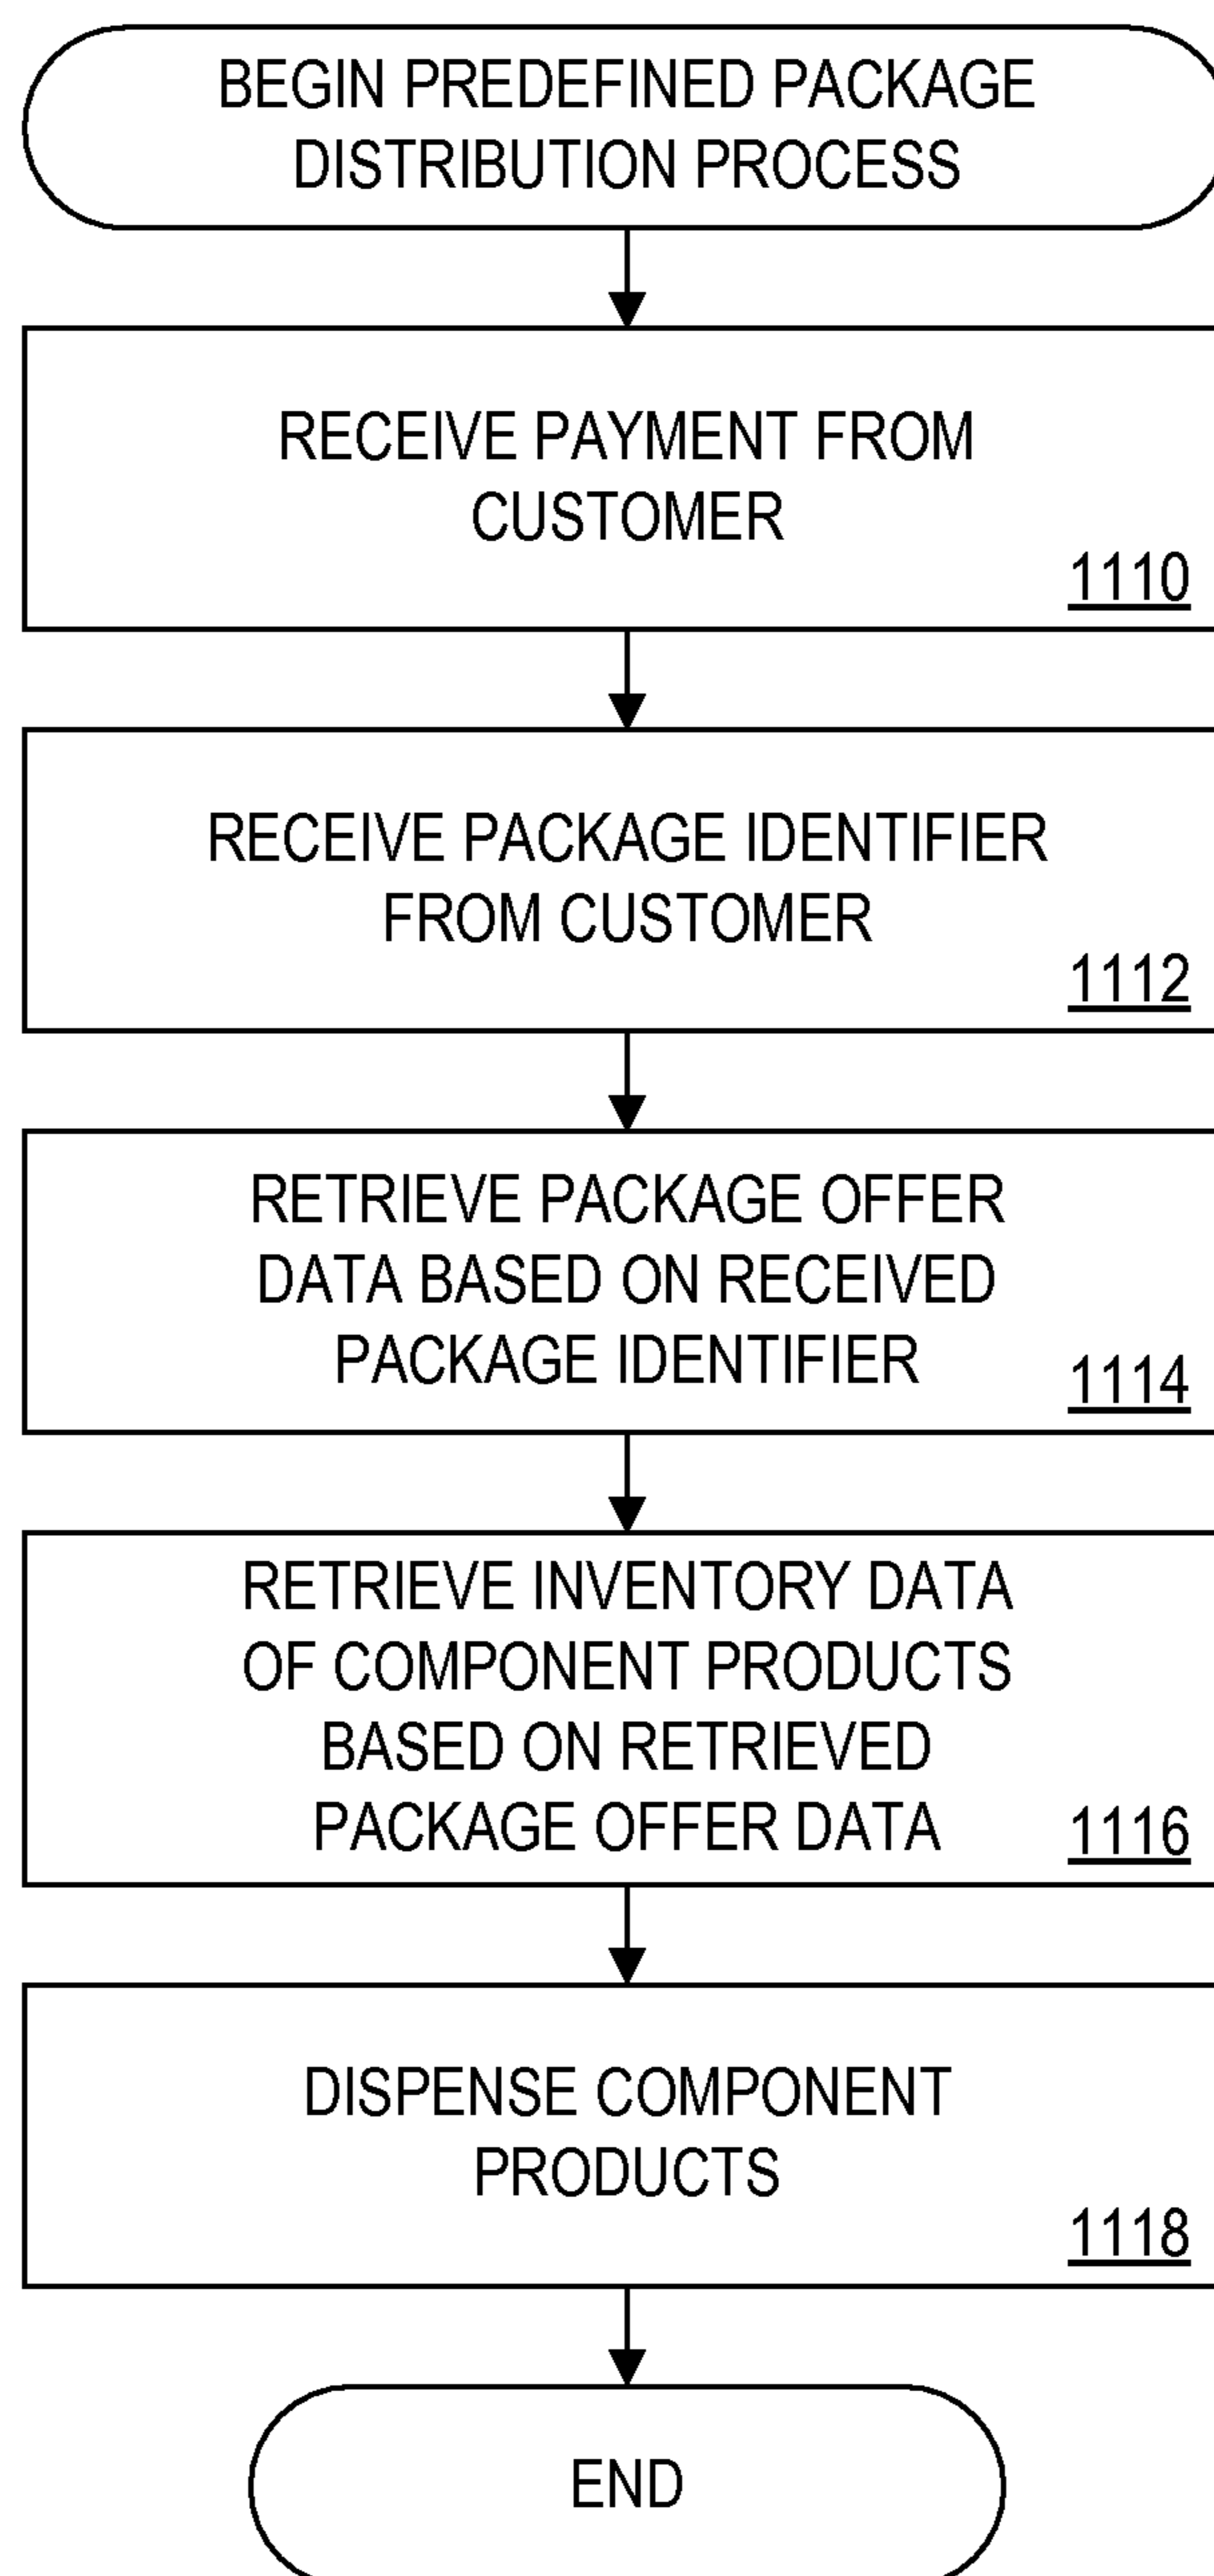 BEGIN PREDEFINED PACKAGE
DISTRIBUTION PROCESS
RECEIVE PAYMENT FROM
CUSTOMER
1110
RECEIVE PACKAGE IDENTIFIER
FROM CUSTOMER
1112
RETRIEVE PACKAGE OFFER
DATA BASED ON RECEIVED
PACKAGE IDENTIFIER
1114
RETRIEVE INVENTORY DATA
OF COMPONENT PRODUCTS
BASED ON RETRIEVED
PACKAGE OFFER DATA
1116
DISPENSE COMPONENT
PRODUCTS
1118
END